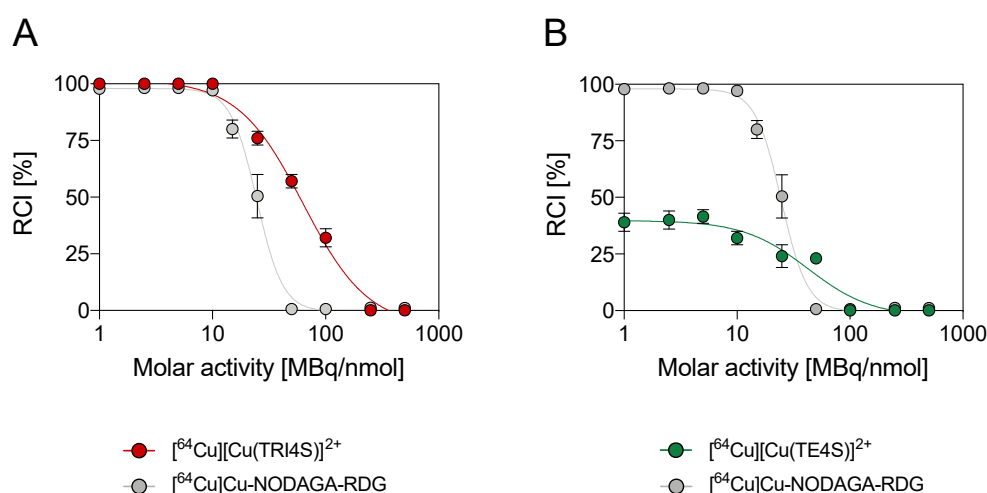 A
B
100
75
50
25
0
RCI [%]
1
10
100
1000
Molar activity [MBq/nmol]
100
75
50
25
0
RCI [%]
1
10
100
1000
Molar activity [MBq/nmol]
[⁶⁴Cu][Cu(TRI4S)]²⁺
[⁶⁴Cu]Cu-NODAGA-RDG
[⁶⁴Cu][Cu(TE4S)]²⁺
[⁶⁴Cu]Cu-NODAGA-RDG